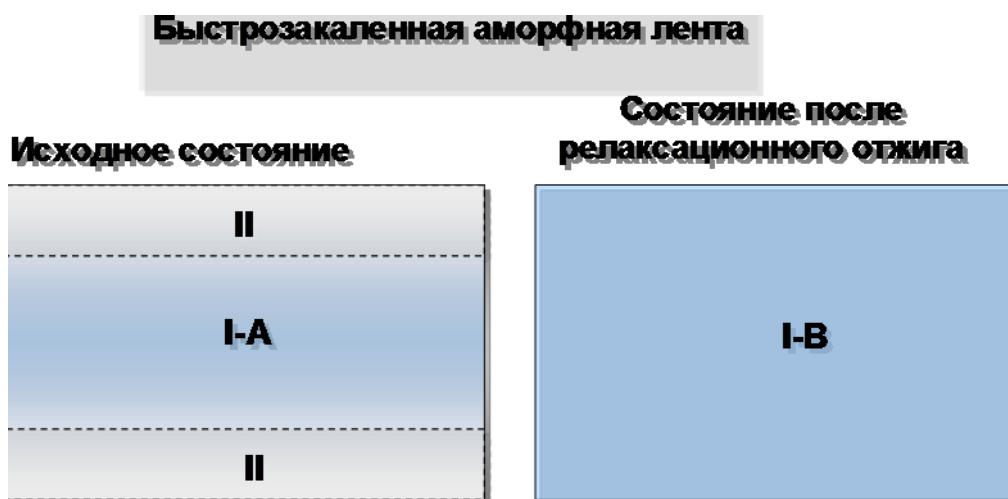 Быстрозакаленная аморфная лента
Состояние после
релаксационного отжига
Исходное состояние
II
I-A
I-B
II